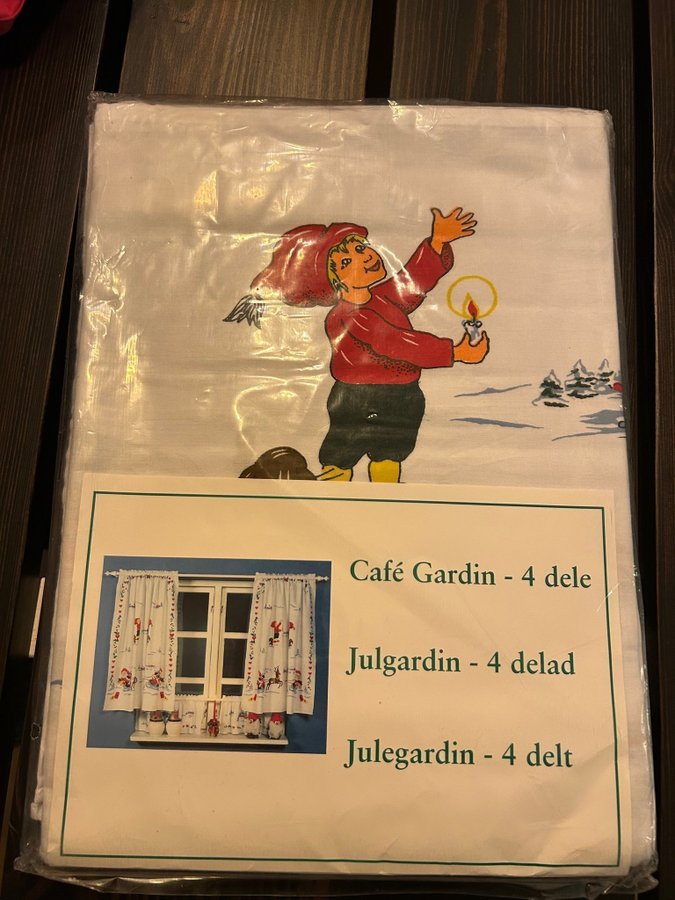 Café Gardin - 4 dele
Julgardin - 4 delad
Julegardin - 4 delt